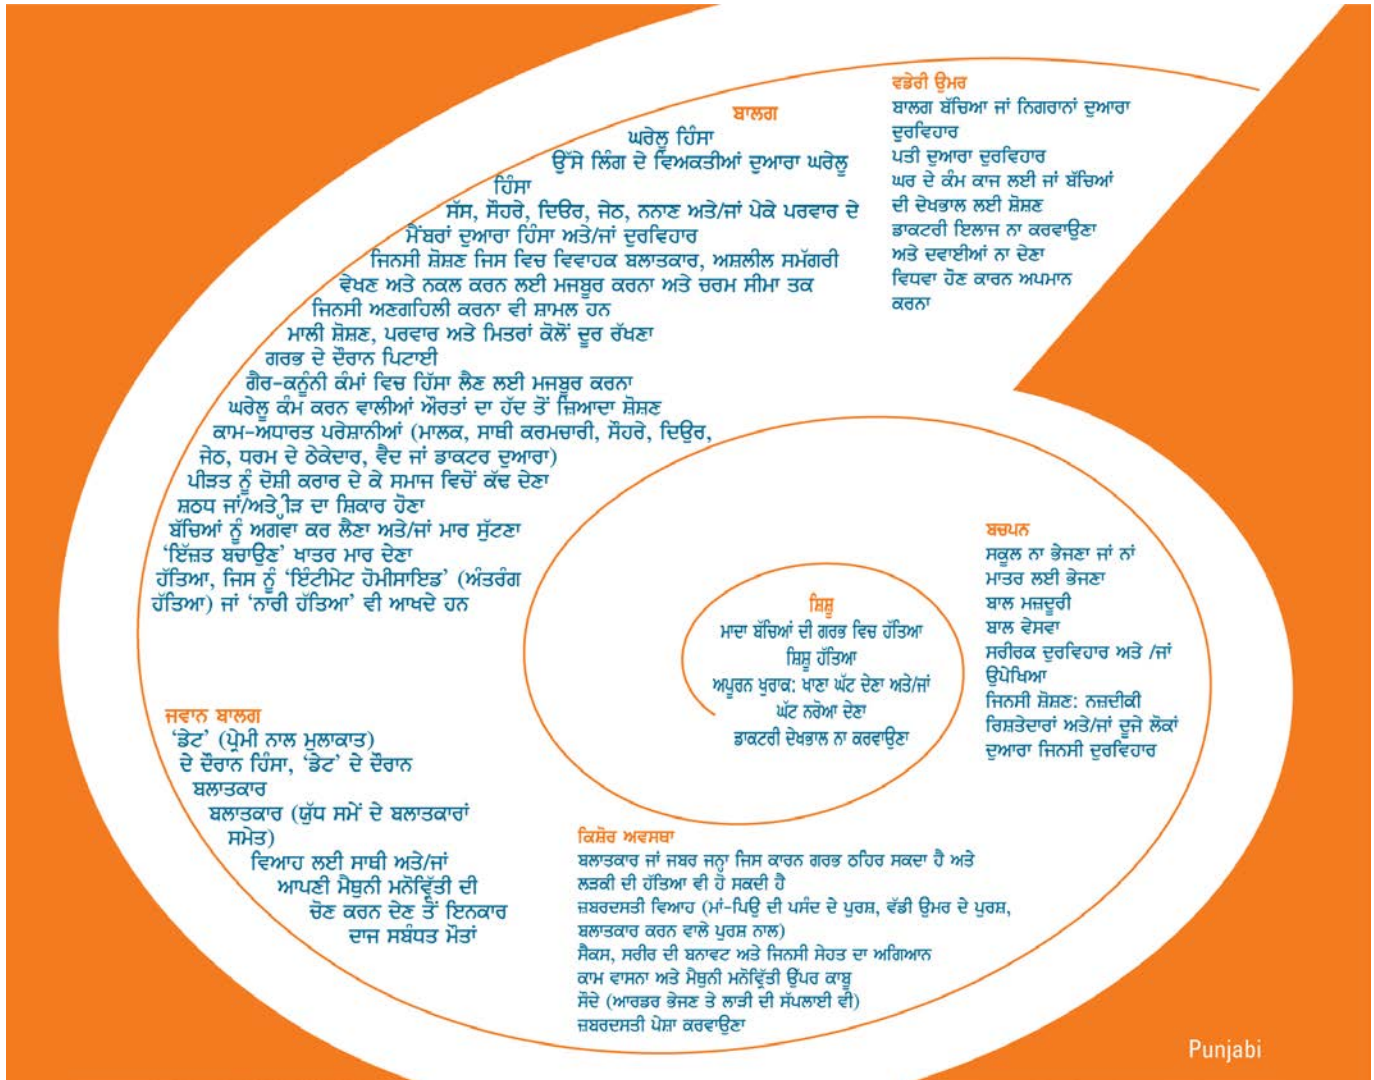 ਵਡੇਰੀ ਉਮਰ
ਬਾਲਗ ਬੱਚਿਆ ਜਾਂ ਨਿਗਰਾਨਾਂ ਦੁਆਰਾ
ਦੁਰਵਿਹਾਰ
ਪਤੀ ਦੁਆਰਾ ਦੁਰਵਿਹਾਰ
ਘਰ ਦੇ ਕੰਮ ਕਾਜ ਲਈ ਜਾਂ ਬੱਚਿਆਂ
ਦੀ ਦੇਖਭਾਲ ਲਈ ਸ਼ੋਸ਼ਣ
ਡਾਕਟਰੀ ਇਲਾਜ ਨਾ ਕਰਵਾਉਣਾ
ਅਤੇ ਦਵਾਈਆਂ ਨਾ ਦੇਣਾ
ਵਿਧਵਾ ਹੋਣ ਕਾਰਨ ਅਪਮਾਨ
ਕਰਨਾ
ਬਾਲਗ
ਘਰੇਲੂ ਹਿੰਸਾ
ਉੱਸੇ ਲਿੰਗ ਦੇ ਵਿਅਕਤੀਆਂ ਦੁਆਰਾ ਘਰੇਲੂ
ਹਿੰਸਾ
ਸੱਸ, ਸੌਹਰੇ, ਦਿਓਰ, ਜੇਠ, ਨਨਾਣ ਅਤੇ/ਜਾਂ ਪੇਕੇ ਪਰਵਾਰ ਦੇ
ਮੈਂਬਰਾਂ ਦੁਆਰਾ ਹਿੰਸਾ ਅਤੇ/ਜਾਂ ਦੁਰਵਿਹਾਰ
ਜਿਨਸੀ ਸ਼ੋਸ਼ਣ ਜਿਸ ਵਿਚ ਵਿਵਾਹਕ ਬਲਾਤਕਾਰ, ਅਸ਼ਲੀਲ ਸਮੱਗਰੀ
ਵੇਖਣ ਅਤੇ ਨਕਲ ਕਰਨ ਲਈ ਮਜਬੂਰ ਕਰਨਾ ਅਤੇ ਚਰਮ ਸੀਮਾ ਤਕ
ਜਿਨਸੀ ਅਣਗਹਿਲੀ ਕਰਨਾ ਵੀ ਸ਼ਾਮਲ ਹਨ
ਮਾਲੀ ਸ਼ੋਸ਼ਣ, ਪਰਵਾਰ ਅਤੇ ਮਿਤਰਾਂ ਕੋਲੋਂ ਦੂਰ ਰੱਖਣਾ
ਗਰਭ ਦੇ ਦੌਰਾਨ ਪਿਟਾਈ
ਗੈਰ-ਕਨੂੰਨੀ ਕੰਮਾਂ ਵਿਚ ਹਿੱਸਾ ਲੈਣ ਲਈ ਮਜਬੂਰ ਕਰਨਾ
ਘਰੇਲੂ ਕੰਮ ਕਰਨ ਵਾਲੀਆਂ ਔਰਤਾਂ ਦਾ ਹੱਦ ਤੋਂ ਜ਼ਿਆਦਾ ਸ਼ੋਸ਼ਣ
ਕਾਮ-ਅਧਾਰਤ ਪਰੇਸ਼ਾਨੀਆਂ (ਮਾਲਕ, ਸਾਥੀ ਕਰਮਚਾਰੀ, ਸੌਹਰੇ, ਦਿਉਰ,
ਜੇਠ, ਧਰਮ ਦੇ ਠੇਕੇਦਾਰ, ਵੈਦ ਜਾਂ ਡਾਕਟਰ ਦੁਆਰਾ)
ਪੀੜਤ ਨੂੰ ਦੋਸ਼ੀ ਕਰਾਰ ਦੇ ਕੇ ਸਮਾਜ ਵਿਚੋਂ ਕੱਢ ਦੇਣਾ
ਸ਼ਠਧ ਦਾ ਸ਼ਿਕਾਰ ਹੋਣਾ
ਬੱਚਿਆਂ ਨੂੰ ਅਗਵਾ ਕਰ ਲੈਣਾ ਅਤੇ/ਜਾਂ ਮਾਰ ਸੁੱਟਣਾ
'ਇੱਜ਼ਤ ਬਚਾਉਣ' ਖਾਤਰ ਮਾਰ ਦੇਣਾ
ਹੱਤਿਆ, ਜਿਸ ਨੂੰ 'ਇੰਟੀਮੇਟ ਹੋਮੀਸਾਇਡ' (ਅੰਤਰੰਗ
ਹੱਤਿਆ) ਜਾਂ 'ਨਾਰੀ ਹੱਤਿਆ' ਵੀ ਆਖਦੇ ਹਨ
ਬਚਪਨ
ਸਕੂਲ ਨਾ ਭੇਜਣਾ ਜਾਂ ਨਾਂ
ਮਾਤਰ ਲਈ ਭੇਜਣਾ
ਬਾਲ ਮਜ਼ਦੂਰੀ
ਬਾਲ ਵੇਸਵਾ
ਸਰੀਰਕ ਦੁਰਵਿਹਾਰ ਅਤੇ /ਜਾਂ
ਉਪੇਖਿਆ
ਜਿਨਸੀ ਸ਼ੋਸ਼ਣ: ਨਜ਼ਦੀਕੀ
ਰਿਸ਼ਤੇਦਾਰਾਂ ਅਤੇ/ਜਾਂ ਦੂਜੇ ਲੋਕਾਂ
ਦੁਆਰਾ ਜਿਨਸੀ ਦੁਰਵਿਹਾਰ
ਸ਼ਿਸ਼ੂ
ਮਾਦਾ ਬੱਚਿਆਂ ਦੀ ਗਰਭ ਵਿਚ ਹੱਤਿਆ
ਸ਼ਿਸ਼ੂ ਹੱਤਿਆ
ਅਪੂਰਨ ਖੁਰਾਕ: ਖਾਣਾ ਘੱਟ ਦੇਣਾ ਅਤੇ/ਜਾਂ
ਘੱਟ ਨਰੋਆ ਦੇਣਾ
ਡਾਕਟਰੀ ਦੇਖਭਾਲ ਨਾ ਕਰਵਾਉਣਾ
ਜਵਾਨ ਬਾਲਗ
'ਡੇਟ' (ਪ੍ਰੇਮੀ ਨਾਲ ਮੁਲਾਕਾਤ)
ਦੇ ਦੌਰਾਨ ਹਿੰਸਾ, 'ਡੇਟ' ਦੇ ਦੌਰਾਨ
ਬਲਾਤਕਾਰ
ਬਲਾਤਕਾਰ (ਯੁੱਧ ਸਮੇਂ ਦੇ ਬਲਾਤਕਾਰਾਂ
ਸਮੇਤ)
ਵਿਆਹ ਲਈ ਸਾਥੀ ਅਤੇ/ਜਾਂ
ਆਪਣੀ ਮੈਥੁਨੀ ਮਨੋਵ੍ਰਿੱਤੀ ਦੀ
ਚੋਣ ਕਰਨ ਦੇਣ ਤੋਂ ਇਨਕਾਰ
ਦਾਜ ਸਬੰਧਤ ਮੌਤਾਂ
ਕਿਸ਼ੋਰ ਅਵਸਥਾ
ਬਲਾਤਕਾਰ ਜਾਂ ਜਬਰ ਜਨ੍ਹਾ ਜਿਸ ਕਾਰਨ ਗਰਭ ਠਹਿਰ ਸਕਦਾ ਹੈ ਅਤੇ
ਲੜਕੀ ਦੀ ਹੱਤਿਆ ਵੀ ਹੋ ਸਕਦੀ ਹੈ
ਜ਼ਬਰਦਸਤੀ ਵਿਆਹ (ਮਾਂ-ਪਿਉ ਦੀ ਪਸੰਦ ਦੇ ਪੁਰਸ਼, ਵੱਡੀ ਉਮਰ ਦੇ ਪੁਰਸ਼,
ਬਲਾਤਕਾਰ ਕਰਨ ਵਾਲੇ ਪੁਰਸ਼ ਨਾਲ)
ਸੈਕਸ, ਸਰੀਰ ਦੀ ਬਨਾਵਟ ਅਤੇ ਜਿਨਸੀ ਸੇਹਤ ਦਾ ਅਗਿਆਨ
ਕਾਮ ਵਾਸਨਾ ਅਤੇ ਮੈਥੁਨੀ ਮਨੋਵ੍ਰਿੱਤੀ ਉੱਪਰ ਕਾਬੂ
ਸੌਦੇ (ਆਰਡਰ ਭੇਜਣ ਤੇ ਲਾੜੀ ਦੀ ਸੱਪਲਾਈ ਵੀ)
ਜ਼ਬਰਦਸਤੀ ਪੇਸ਼ਾ ਕਰਵਾਉਣਾ
Punjabi